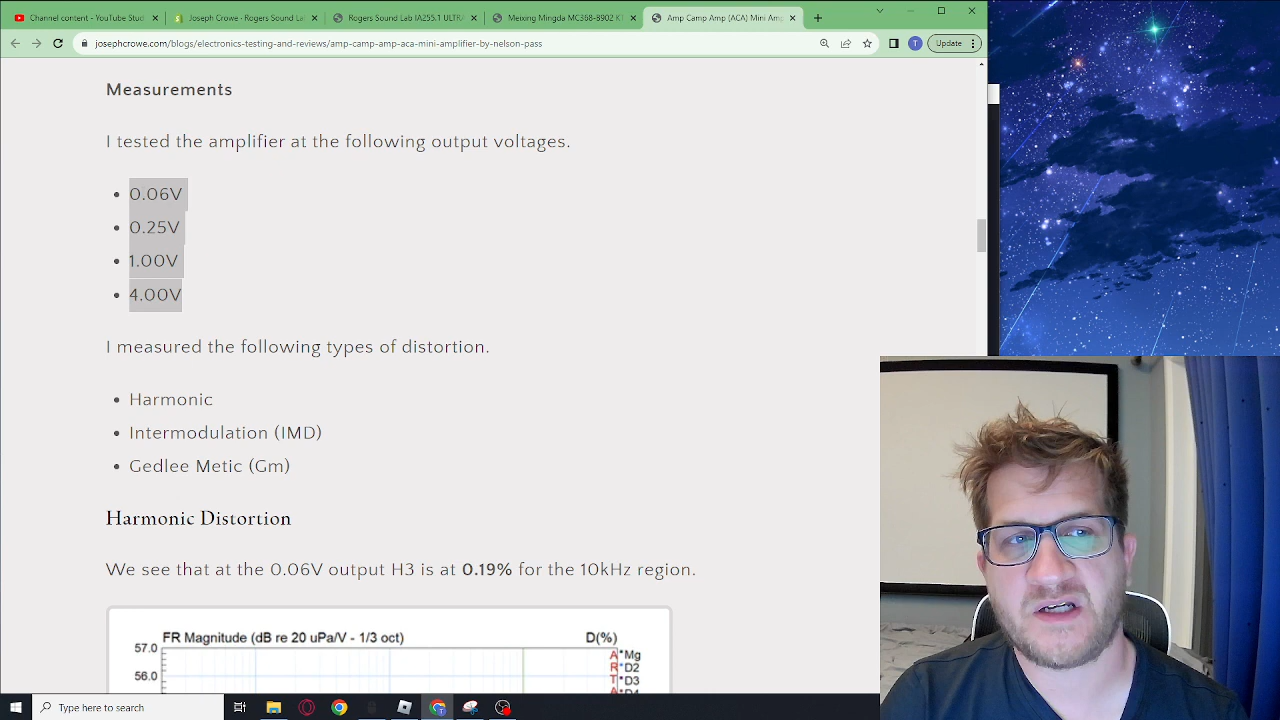 Channel content - YouTube Stud
Joseph Crowe - Rogers Sound Lal
Rogers Sound Lab IA255.1 ULTRA
Meixing Mingda MC368-B902 KT
Amp Camp Amp (ACA) Mini Am
josephcrowe.com/blogs/electronics-testing-and-reviews/amp-camp-amp-aca-mini-amplifier-by-nelson-pass
T
Update
Measurements
I tested the amplifier at the following output voltages.
• 0.06V
• 0.25V
• 1.00V
• 4.00V
I measured the following types of distortion.
• Harmonic
• Intermodulation (IMD)
• Gedlee Metic (Gm)
Harmonic Distortion
We see that at the 0.06V output H3 is at 0.19% for the 10kHz region.
FR Magnitude (dB re 20 uPa/V - 1/3 oct) D(%)
57.0 A *Mg
R *D2
56.0 T *D3
A *D4
Type here to search